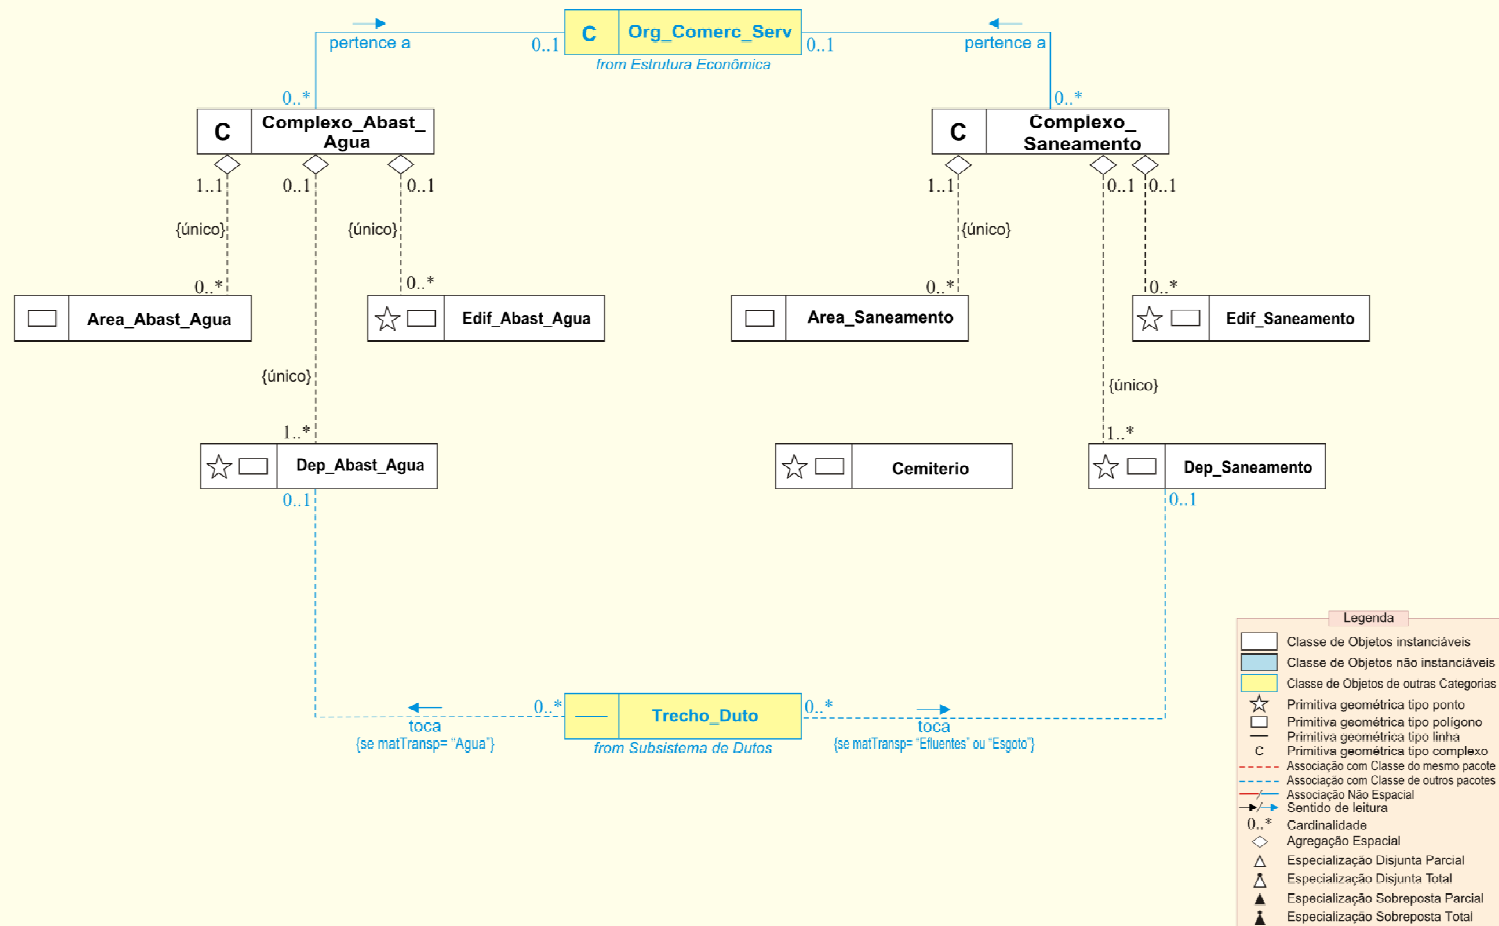 C Org_Comerc_Serv
pertence a
0..1
0..1
pertence a
from Estrutura Econômica
0..*
0..*
C Complexo_Abast_
Agua
C Complexo_
Saneamento
1..1
0..1
0..1
1..1
0..1
0..1
{único}
{único}
{único}
0..*
0..*
0..*
0..*
Area_Abast_Agua
Edif_Abast_Agua
Area_Saneamento
Edif_Saneamento
{único}
{único}
1..*
1..*
Dep_Abast_Agua
Cemiterio
Dep_Saneamento
0..1
0..1
0..*
Trecho_Duto
0..*
toca
{se matTransp= “Agua”}
from Subsistema de Dutos
toca
{se matTransp= “Efluentes” ou “Esgoto”}
Legenda
Classe de Objetos instanciáveis
Classe de Objetos não instanciáveis
Classe de Objetos de outras Categorias
Primitiva geométrica tipo ponto
Primitiva geométrica tipo polígono
Primitiva geométrica tipo linha
C Primitiva geométrica tipo complexo
Associação com Classe do mesmo pacote
Associação com Classe de outros pacotes
Associação Não Espacial
Sentido de leitura
0..* Cardinalidade
Agregação Espacial
Especialização Disjunta Parcial
Especialização Disjunta Total
Especialização Sobreposta Parcial
Especialização Sobreposta Total